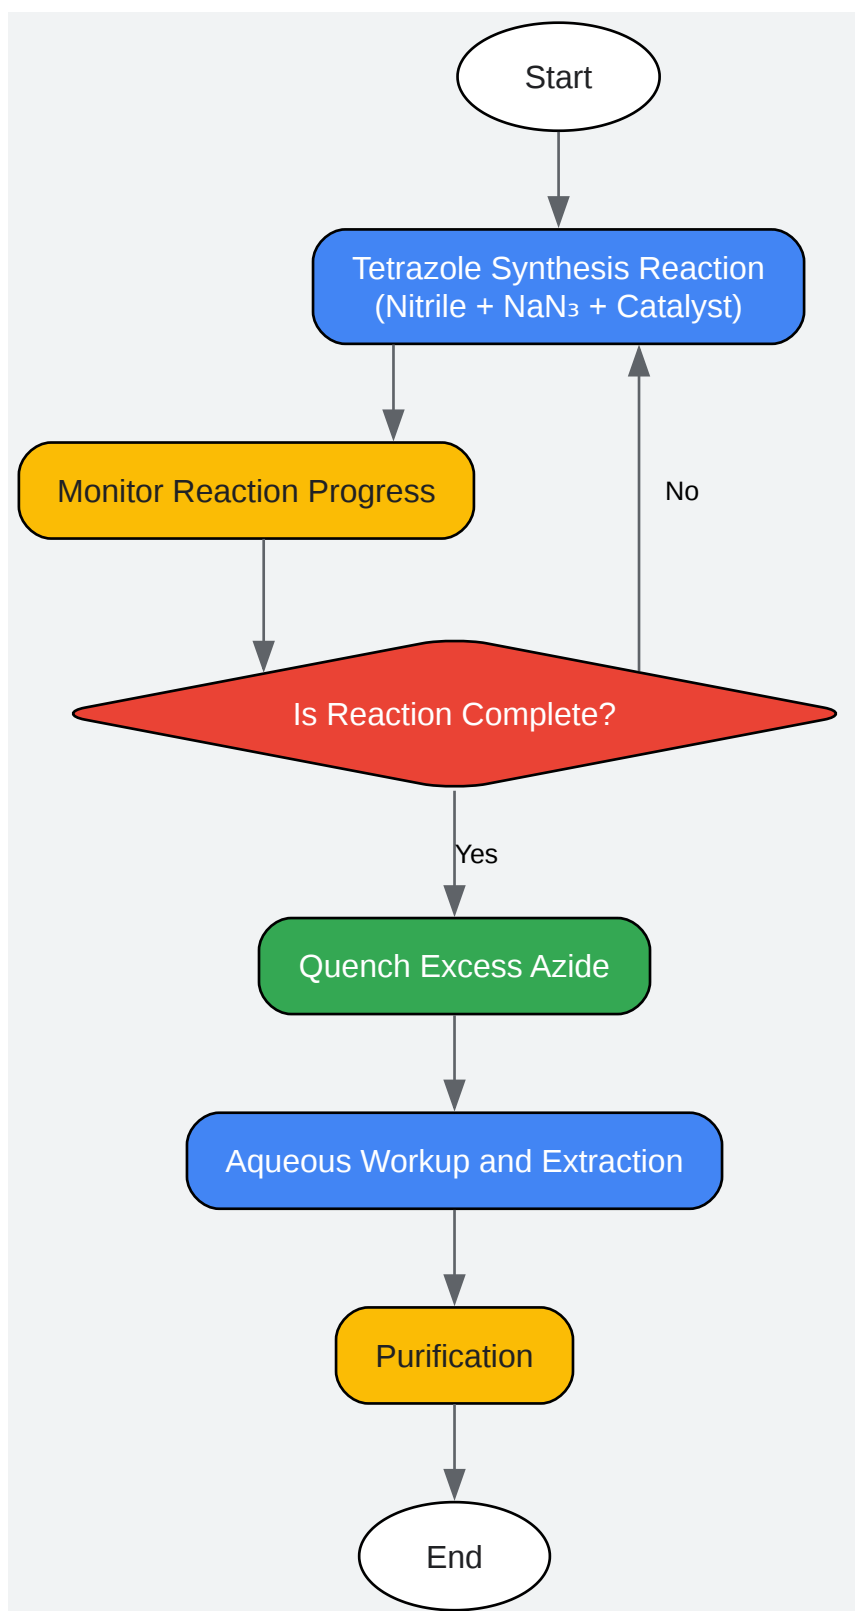 Start
Tetrazole Synthesis Reaction
(Nitrile + NaN₃ + Catalyst)
Monitor Reaction Progress
No
Is Reaction Complete?
Yes
Quench Excess Azide
Aqueous Workup and Extraction
Purification
End